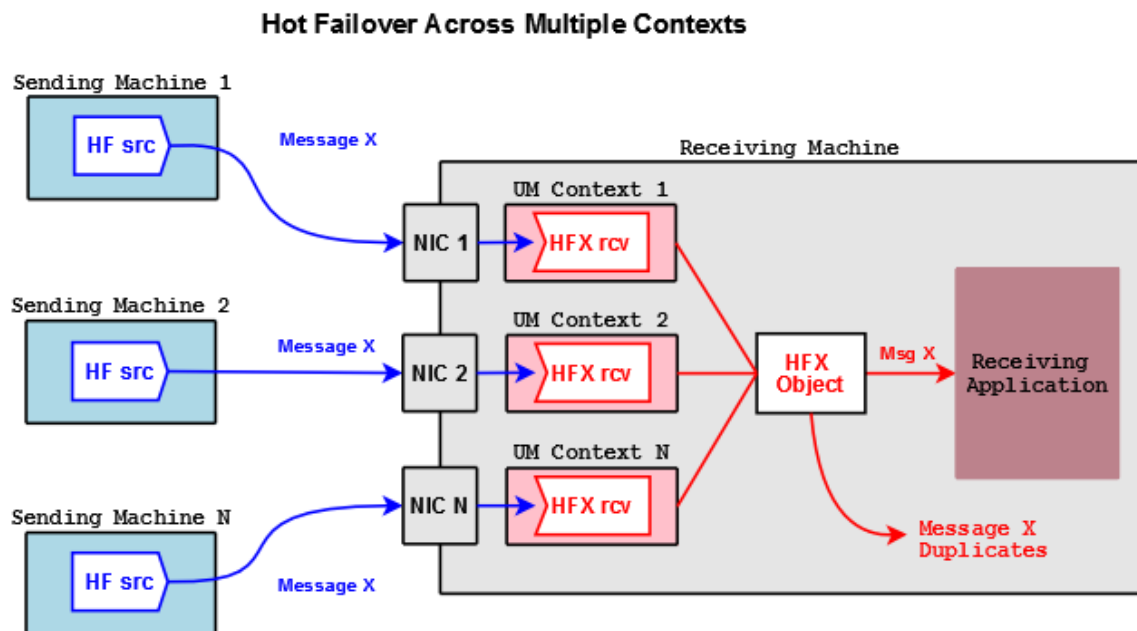 Hot Failover Across Multiple Contexts
Sending Machine 1
HF src
Message X
Receiving Machine
UM Context 1
NIC 1
HFX rcv
Sending Machine 2
HF src
Message X
UM Context 2
NIC 2
HFX rcv
HFX
Object
Msg X
Receiving
Application
UM Context N
NIC N
HFX rcv
Sending Machine N
HF src
Message X
Message X
Duplicates